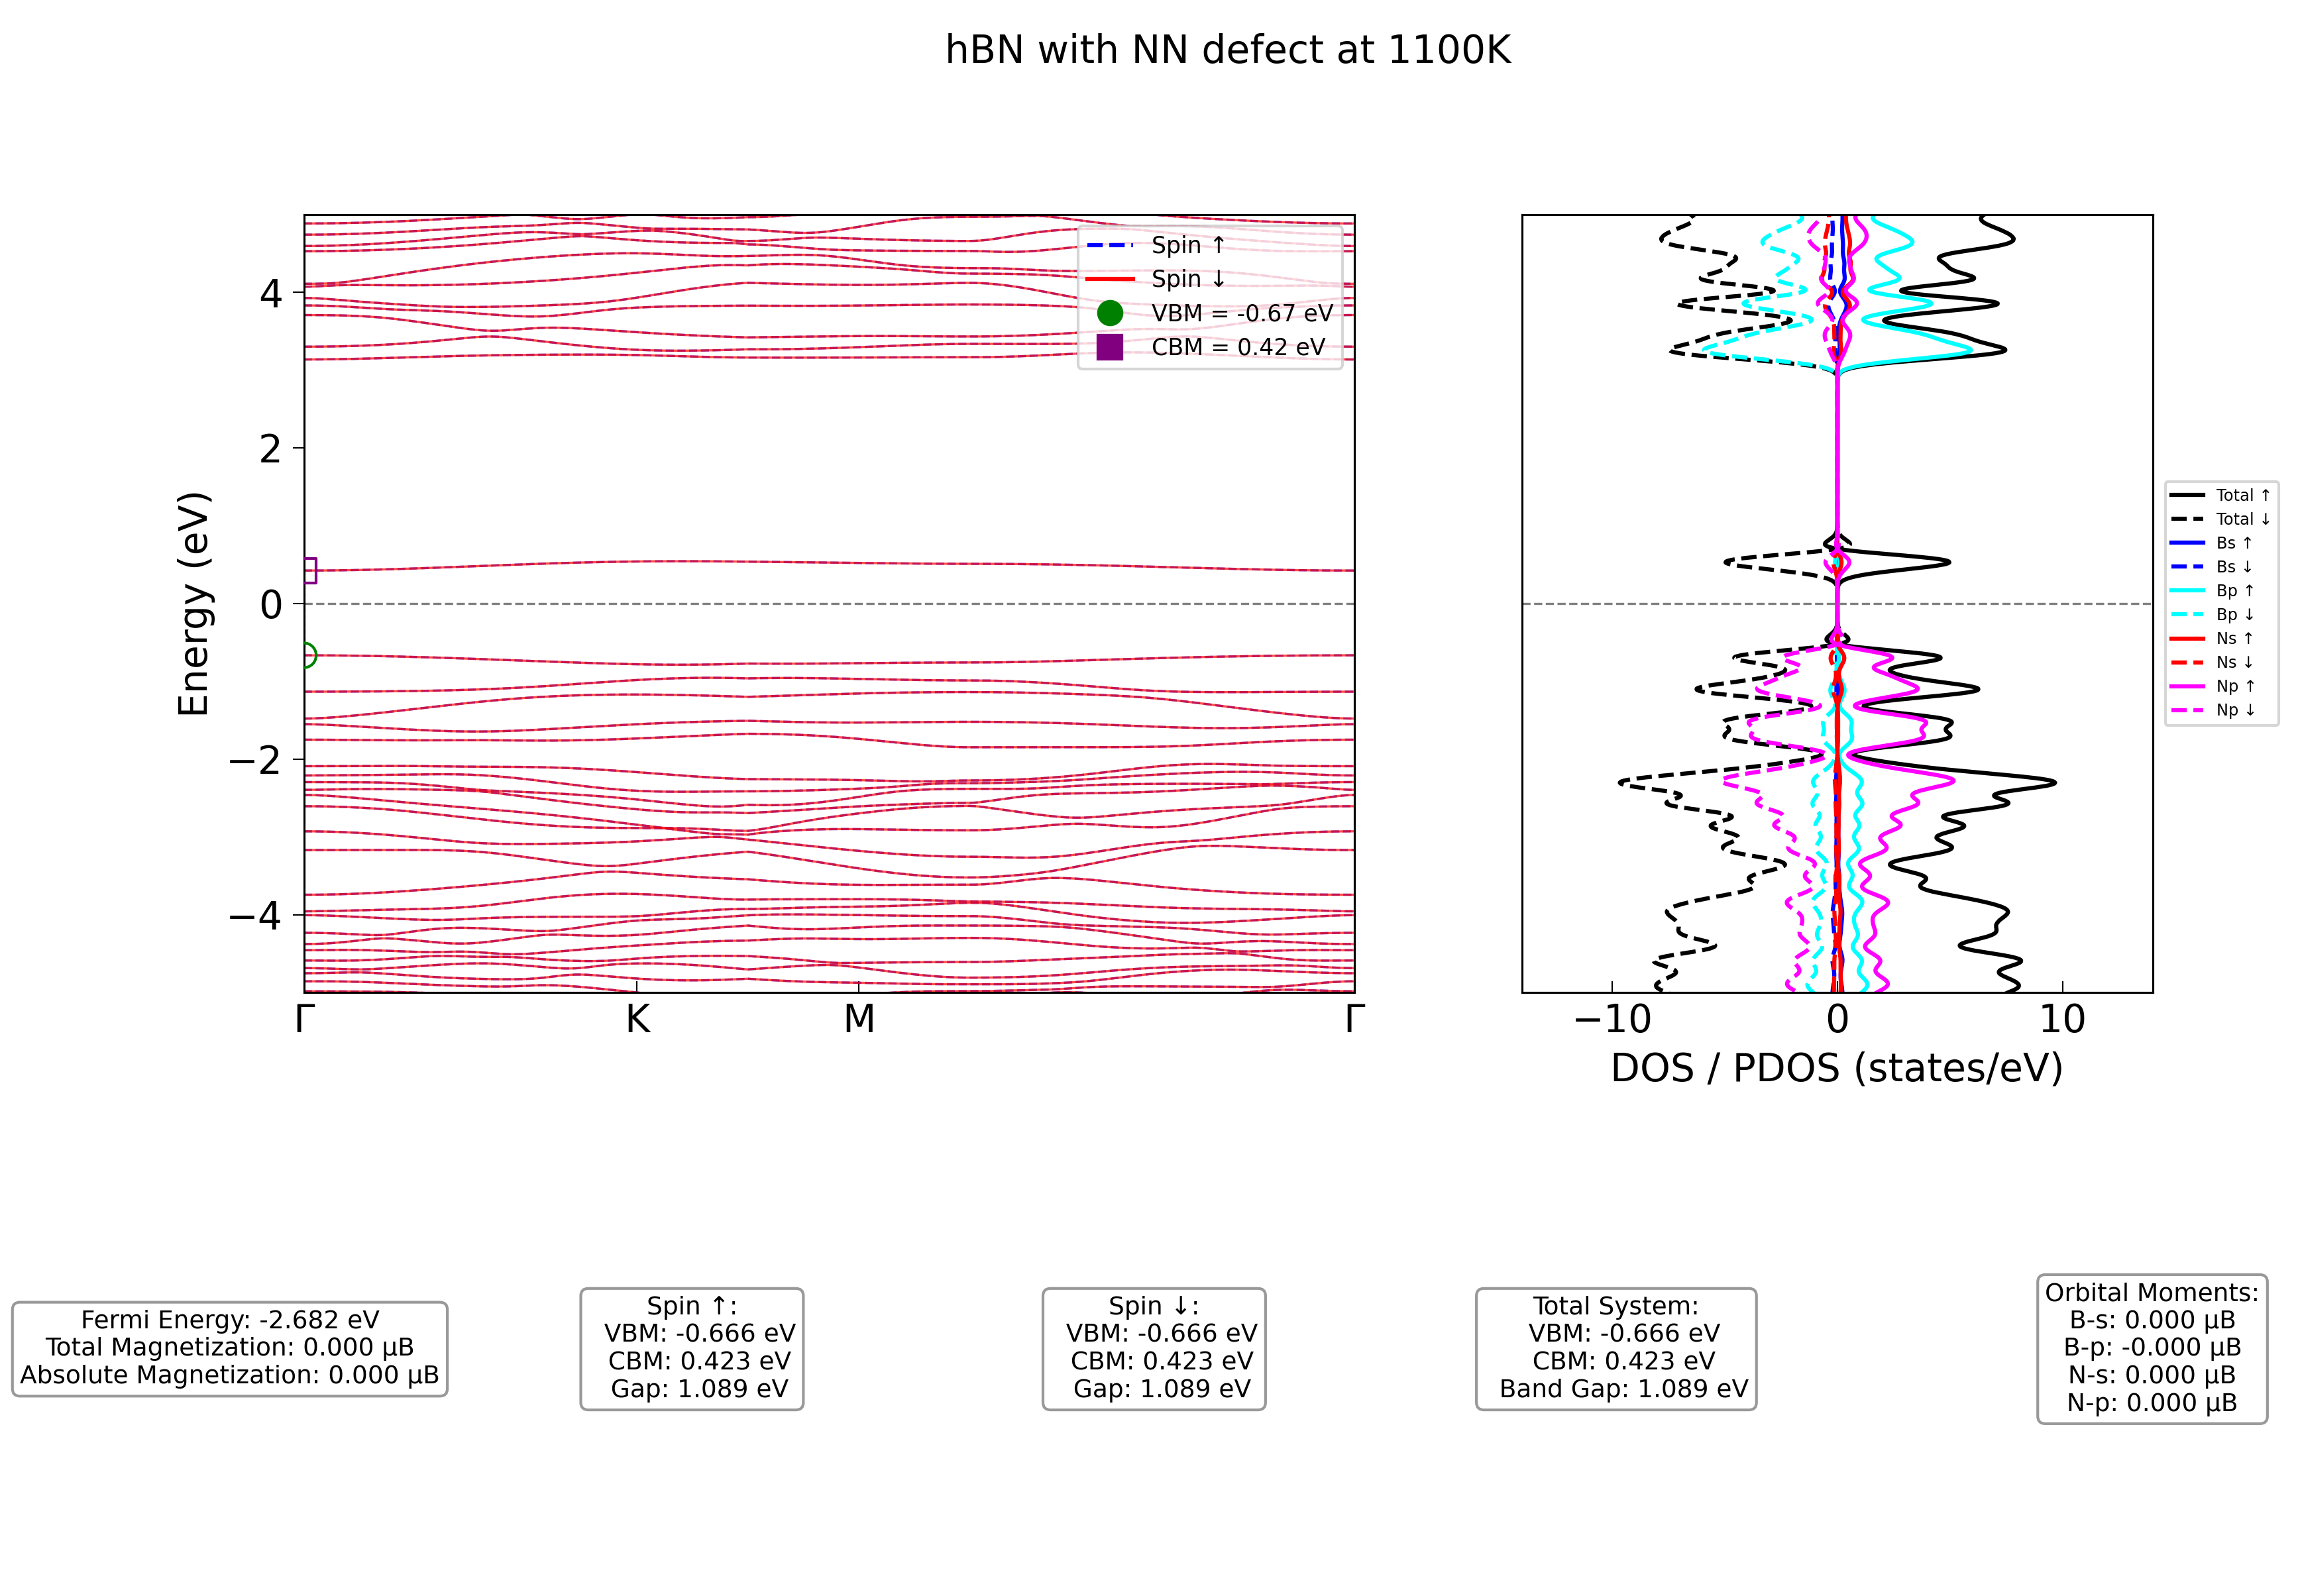 hBN with NN defect at 1100K
Energy (eV)
4
2
0
−2
−4
Γ
K
M
Γ
Spin ↑
Spin ↓
VBM = -0.67 eV
CBM = 0.42 eV
−10
0
10
DOS / PDOS (states/eV)
Total ↑
Total ↓
Bs ↑
Bs ↓
Bp ↑
Bp ↓
Ns ↑
Ns ↓
Np ↑
Np ↓
Fermi Energy: -2.682 eV
Total Magnetization: 0.000 μB
Absolute Magnetization: 0.000 μB
Spin ↑:
VBM: -0.666 eV
CBM: 0.423 eV
Gap: 1.089 eV
Spin ↓:
VBM: -0.666 eV
CBM: 0.423 eV
Gap: 1.089 eV
Total System:
VBM: -0.666 eV
CBM: 0.423 eV
Band Gap: 1.089 eV
Orbital Moments:
B-s: 0.000 μB
B-p: -0.000 μB
N-s: 0.000 μB
N-p: 0.000 μB